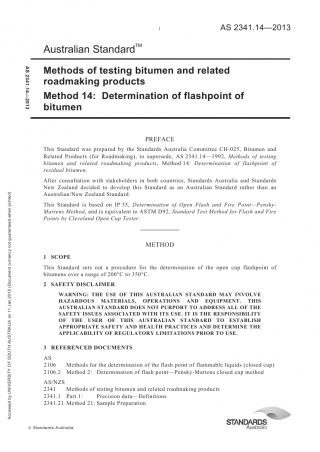 1
AS 2341.14—2013
Australian Standard™
Methods of testing bitumen and related
roadmaking products
Method 14: Determination of flashpoint of
bitumen
PREFACE
This Standard was prepared by the Standards Australia Committee CH-025, Bitumen and
Related Products (for Roadmaking), to supersede, AS 2341.14—1992, Methods of testing
bitumen and related roadmaking products, Method 14: Determination of flashpoint of
residual bitumen.
After consultation with stakeholders in both countries, Standards Australia and Standards
New Zealand decided to develop this Standard as an Australian Standard rather than an
Australian/New Zealand Standard.
This Standard is based on IP 35, Determination of Open Flash and Fire Point—Pensky-
Martens Method, and is equivalent to ASTM D92, Standard Test Method for Flash and Fire
Points by Cleveland Open Cup Tester.
METHOD
1 SCOPE
This Standard sets out a procedure for the determination of the open cup flashpoint of
bitumens over a range of 200°C to 350°C.
2 SAFETY DISCLAIMER
WARNING: THE USE OF THIS AUSTRALIAN STANDARD MAY INVOLVE
HAZARDOUS MATERIALS, OPERATIONS AND EQUIPMENT. THIS
AUSTRALIAN STANDARD DOES NOT PURPORT TO ADDRESS ALL OF THE
SAFETY ISSUES ASSOCIATED WITH ITS USE. IT IS THE RESPONSIBILITY
OF THE USER OF THIS AUSTRALIAN STANDARD TO ESTABLISH
APPROPRIATE SAFETY AND HEALTH PRACTICES AND DETERMINE THE
APPLICABILITY OF REGULATORY LIMITATIONS PRIOR TO USE.
3 REFERENCED DOCUMENTS
AS
2106 Methods for the determination of the flash point of flammable liquids (closed cup)
2106.2 Method 2: Determination of flash point—Pensky-Martens closed cup method
AS/NZS
2341 Methods of testing bitumen and related roadmaking products
2341.1 Part 1: Precision data—Definitions
2341.21 Method 21: Sample Preparation
© Standards Australia
STANDARDS
Australia
AS 2341.14—2013
Accessed by UNIVERSITY OF SOUTH AUSTRALIA on 11 Jan 2013 (Document currency not guaranteed when printed)